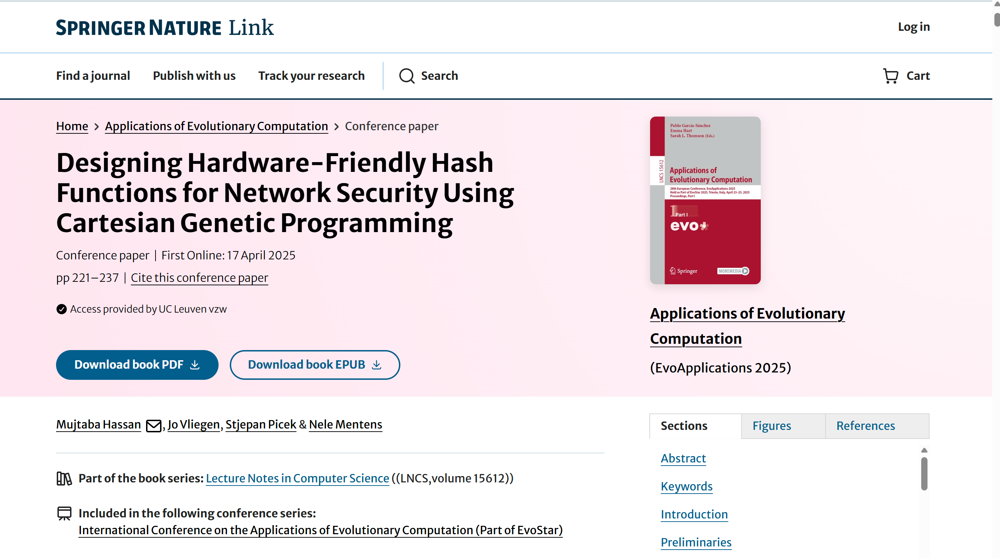 SPRINGER NATURE Link
Log in
Find a journal
Publish with us
Track your research
Search
Cart
Home > Applications of Evolutionary Computation > Conference paper
Designing Hardware-Friendly Hash
Functions for Network Security Using
Cartesian Genetic Programming
Conference paper | First Online: 17 April 2025
pp 221–237 | Cite this conference paper
Access provided by UC Leuven vzw
Download book PDF
Download book EPUB
Pablo García-Sánchez
Emma Hart
Sarah L. Thomson (Eds.)
LNCS 15612
Applications of
Evolutionary Computation
28th European Conference, EvoApplications 2025
Held as Part of EvoStar 2025, Trieste, Italy, April 23–25, 2025
Proceedings, Part I
1
Part I
evo*
Springer
MOREMEDIA
Applications of Evolutionary
Computation
(EvoApplications 2025)
Mujtaba Hassan, Jo Vliegen, Stjepan Picek & Nele Mentens
Part of the book series: Lecture Notes in Computer Science ((LNCS,volume 15612))
Included in the following conference series:
International Conference on the Applications of Evolutionary Computation (Part of EvoStar)
Sections
Figures
References
Abstract
Keywords
Introduction
Preliminaries